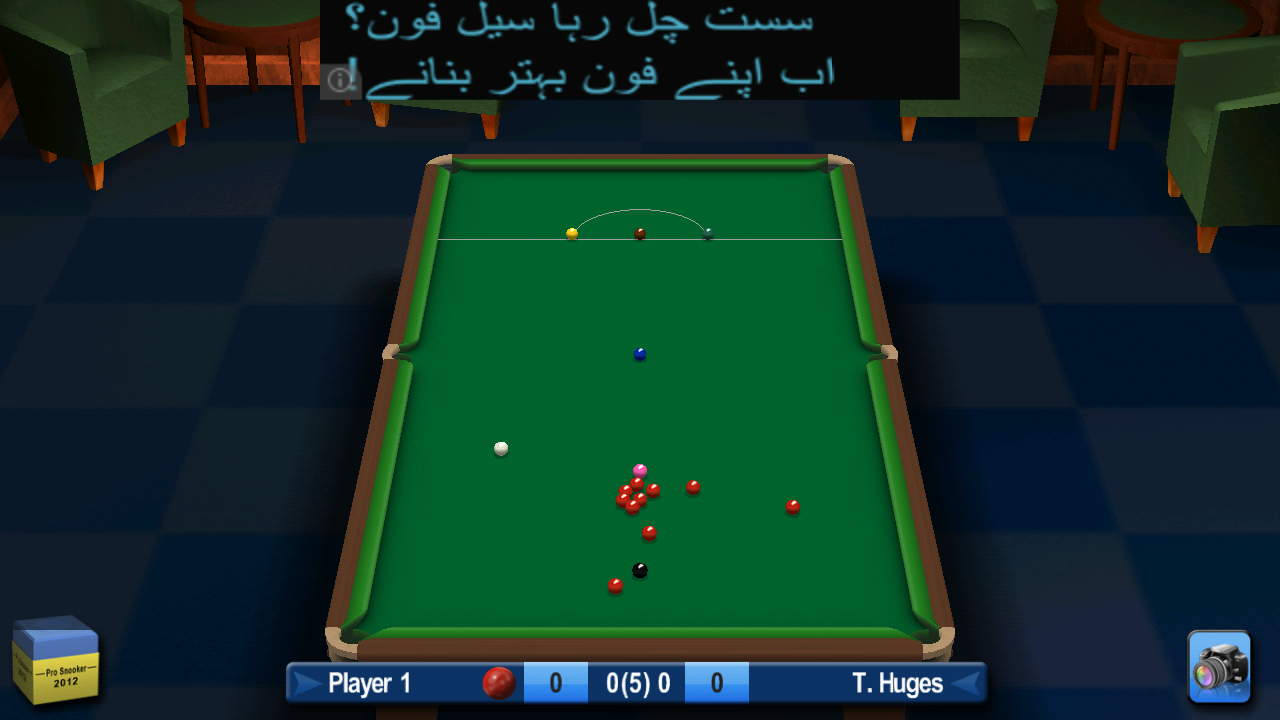 سست چل رہا سیل فون؟
اب اپنے فون بہتر بنانے!
Pro Snooker
2012
Player 1
0
0(5) 0
0
T. Huges